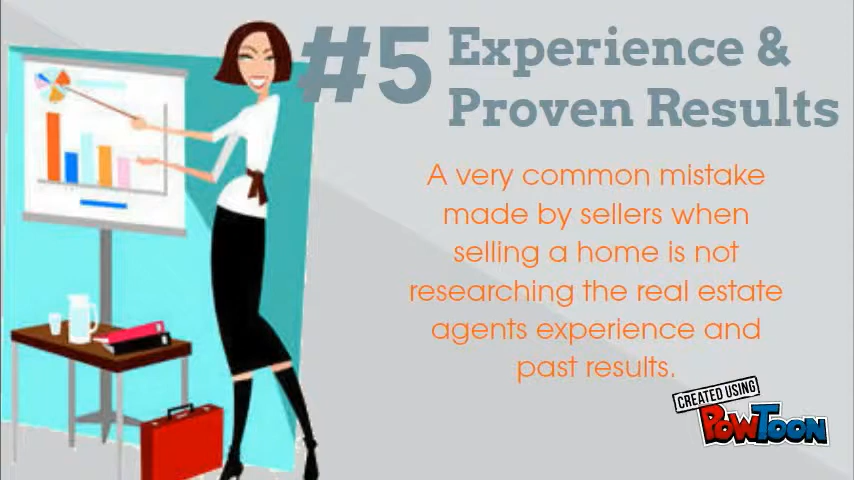 #5 Experience &
Proven Results
A very common mistake
made by sellers when
selling a home is not
researching the real estate
agents experience and
past results.
CREATED USING
POWTOON